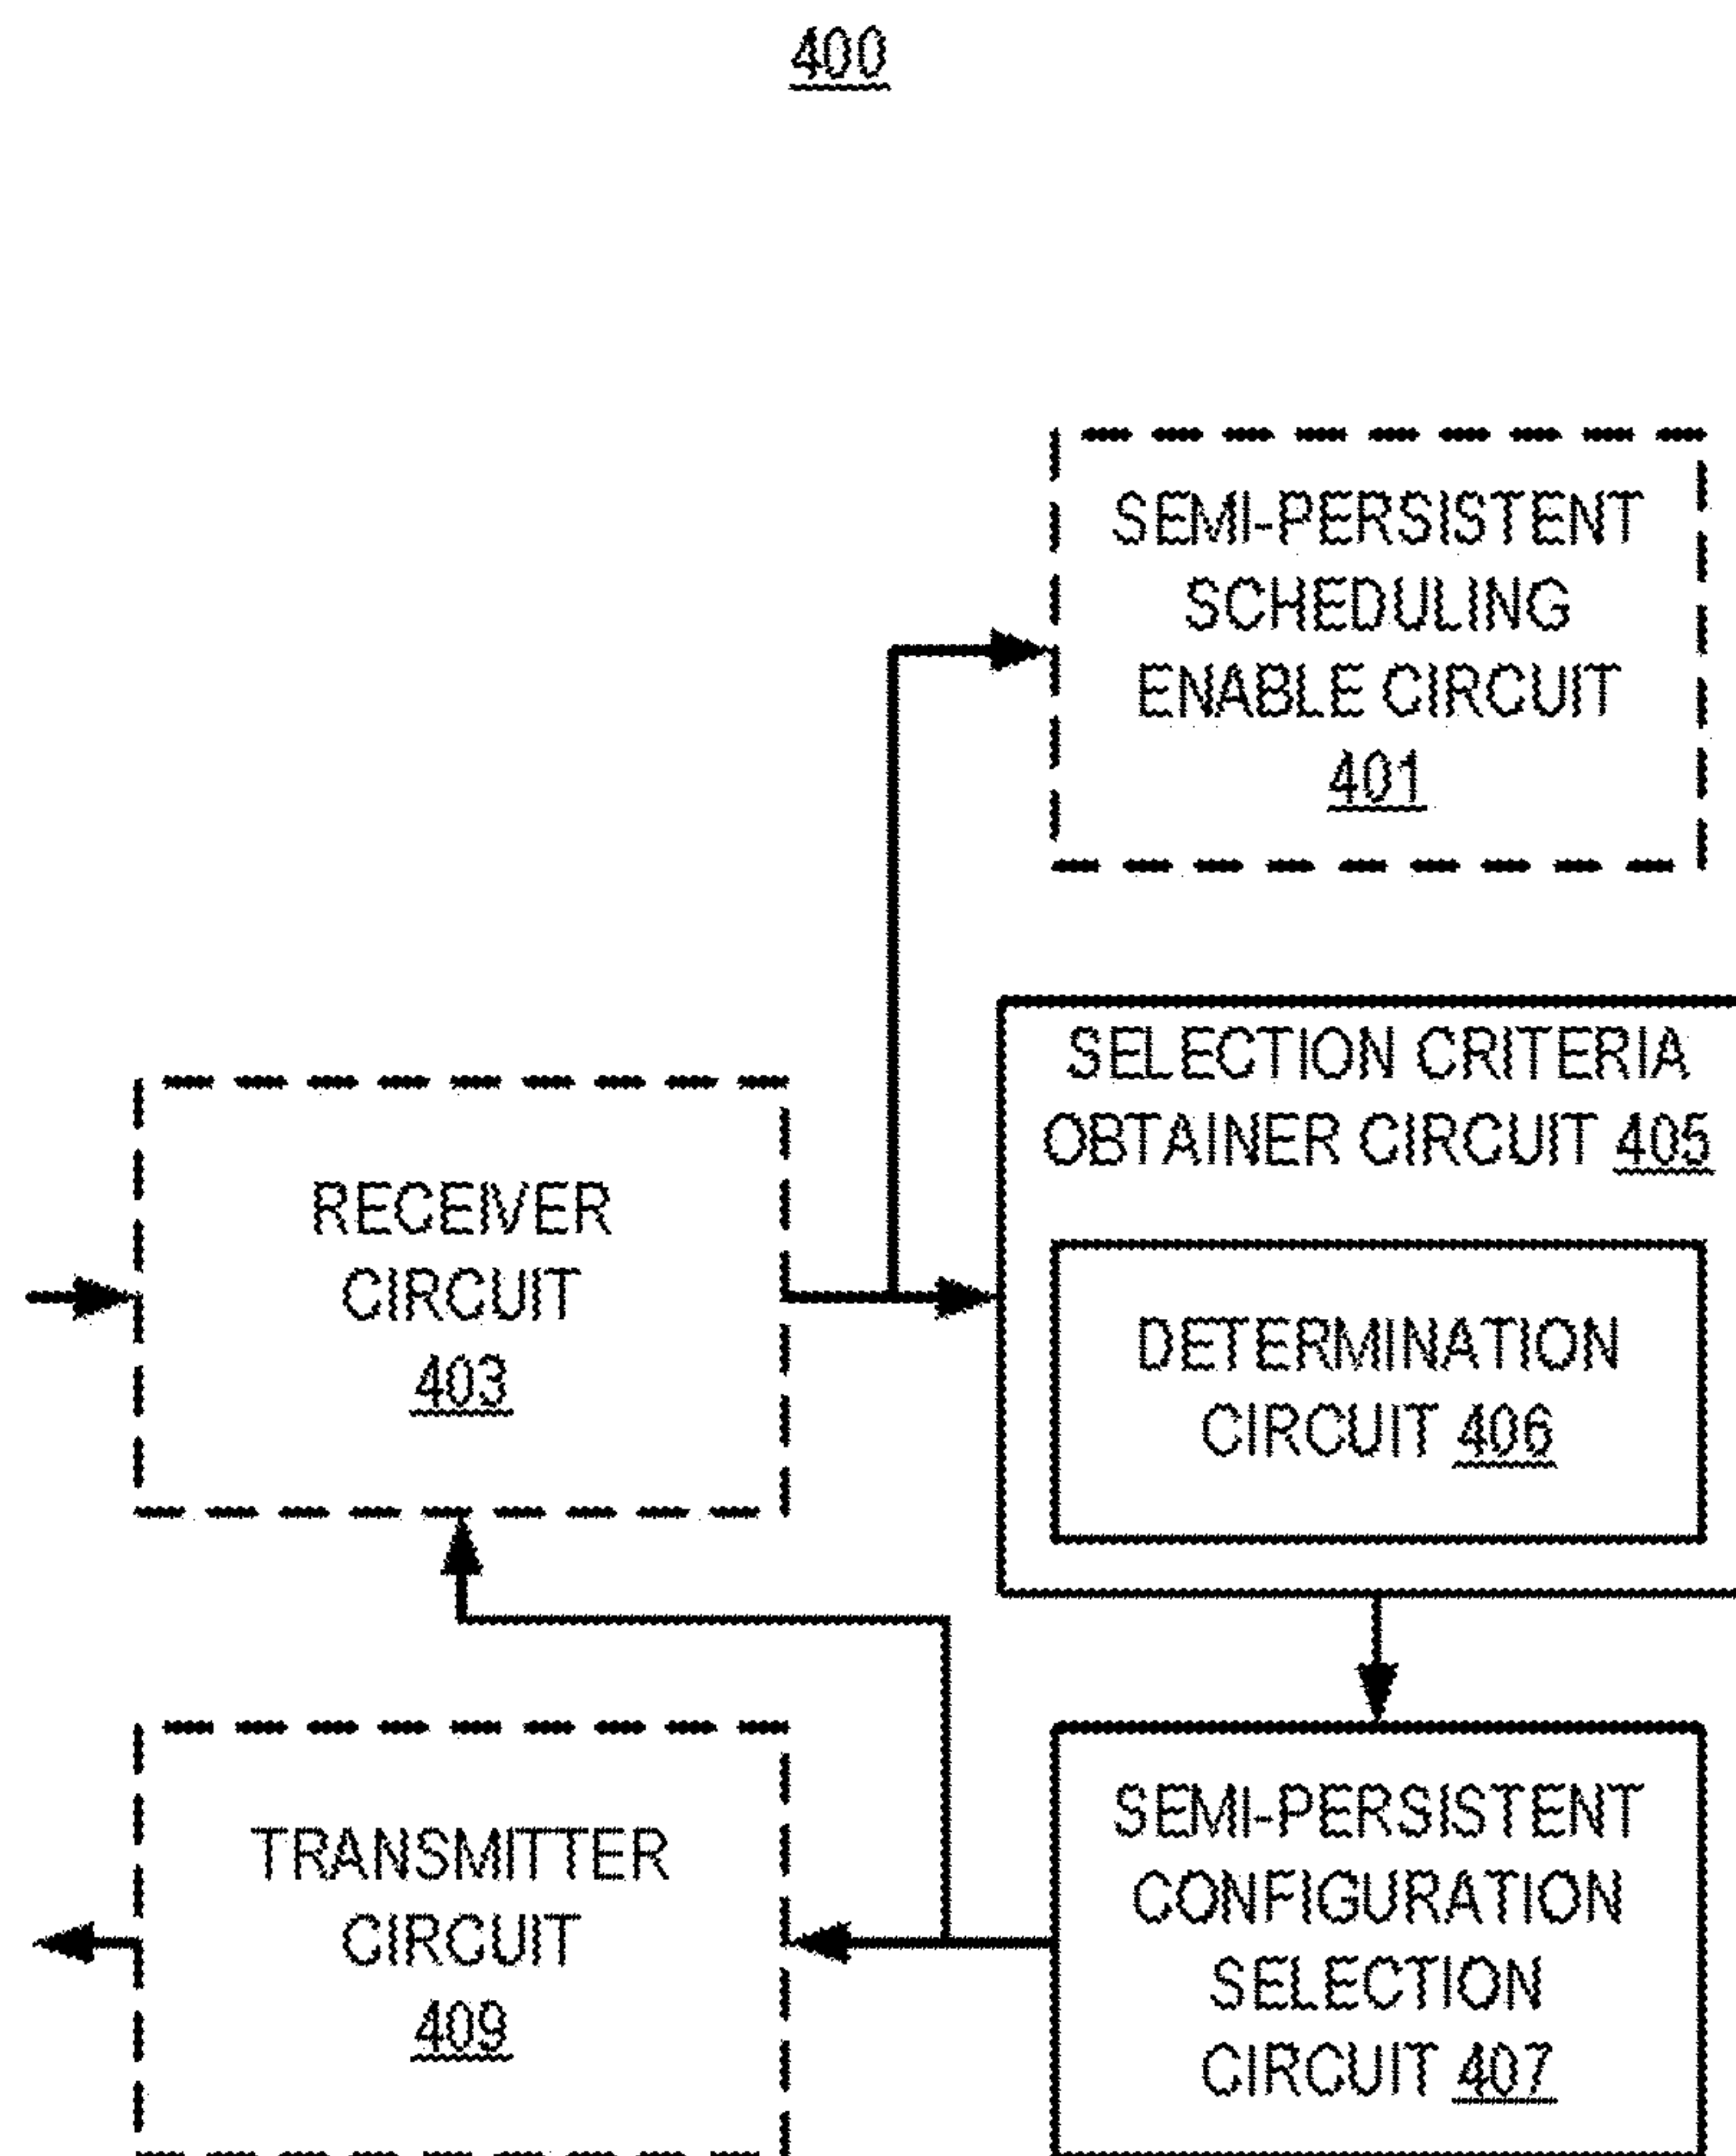 400
SEMI-PERSISTENT
SCHEDULING
ENABLE CIRCUIT
401
SELECTION CRITERIA
OBTAINER CIRCUIT 405
RECEIVER
CIRCUIT
403
DETERMINATION
CIRCUIT 406
TRANSMITTER
CIRCUIT
409
SEMI-PERSISTENT
CONFIGURATION
SELECTION
CIRCUIT 407